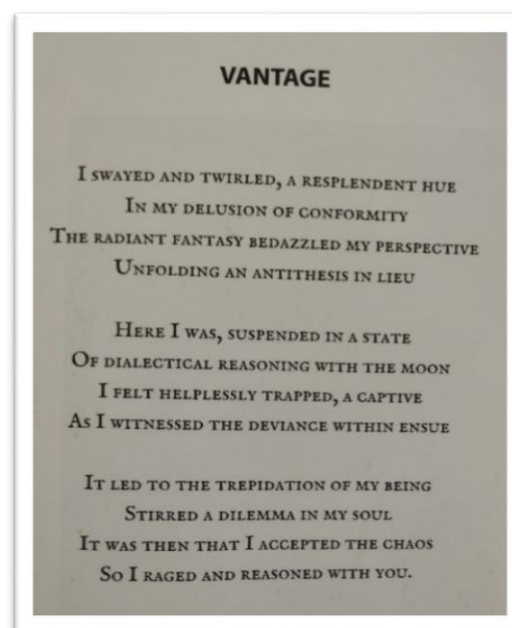 VANTAGE
I SWAYED AND TWIRLED, A RESPLENDENT HUE
IN MY DELUSION OF CONFORMITY
THE RADIANT FANTASY BEDAZZLED MY PERSPECTIVE
UNFOLDING AN ANTITHESIS IN LIEU
HERE I WAS, SUSPENDED IN A STATE
OF DIALECTICAL REASONING WITH THE MOON
I FELT HELPLESSLY TRAPPED, A CAPTIVE
AS I WITNESSED THE DEVIANCE WITHIN ENSUE
IT LED TO THE TREPIDATION OF MY BEING
STIRRED A DILEMMA IN MY SOUL
IT WAS THEN THAT I ACCEPTED THE CHAOS
SO I RAGED AND REASONED WITH YOU.